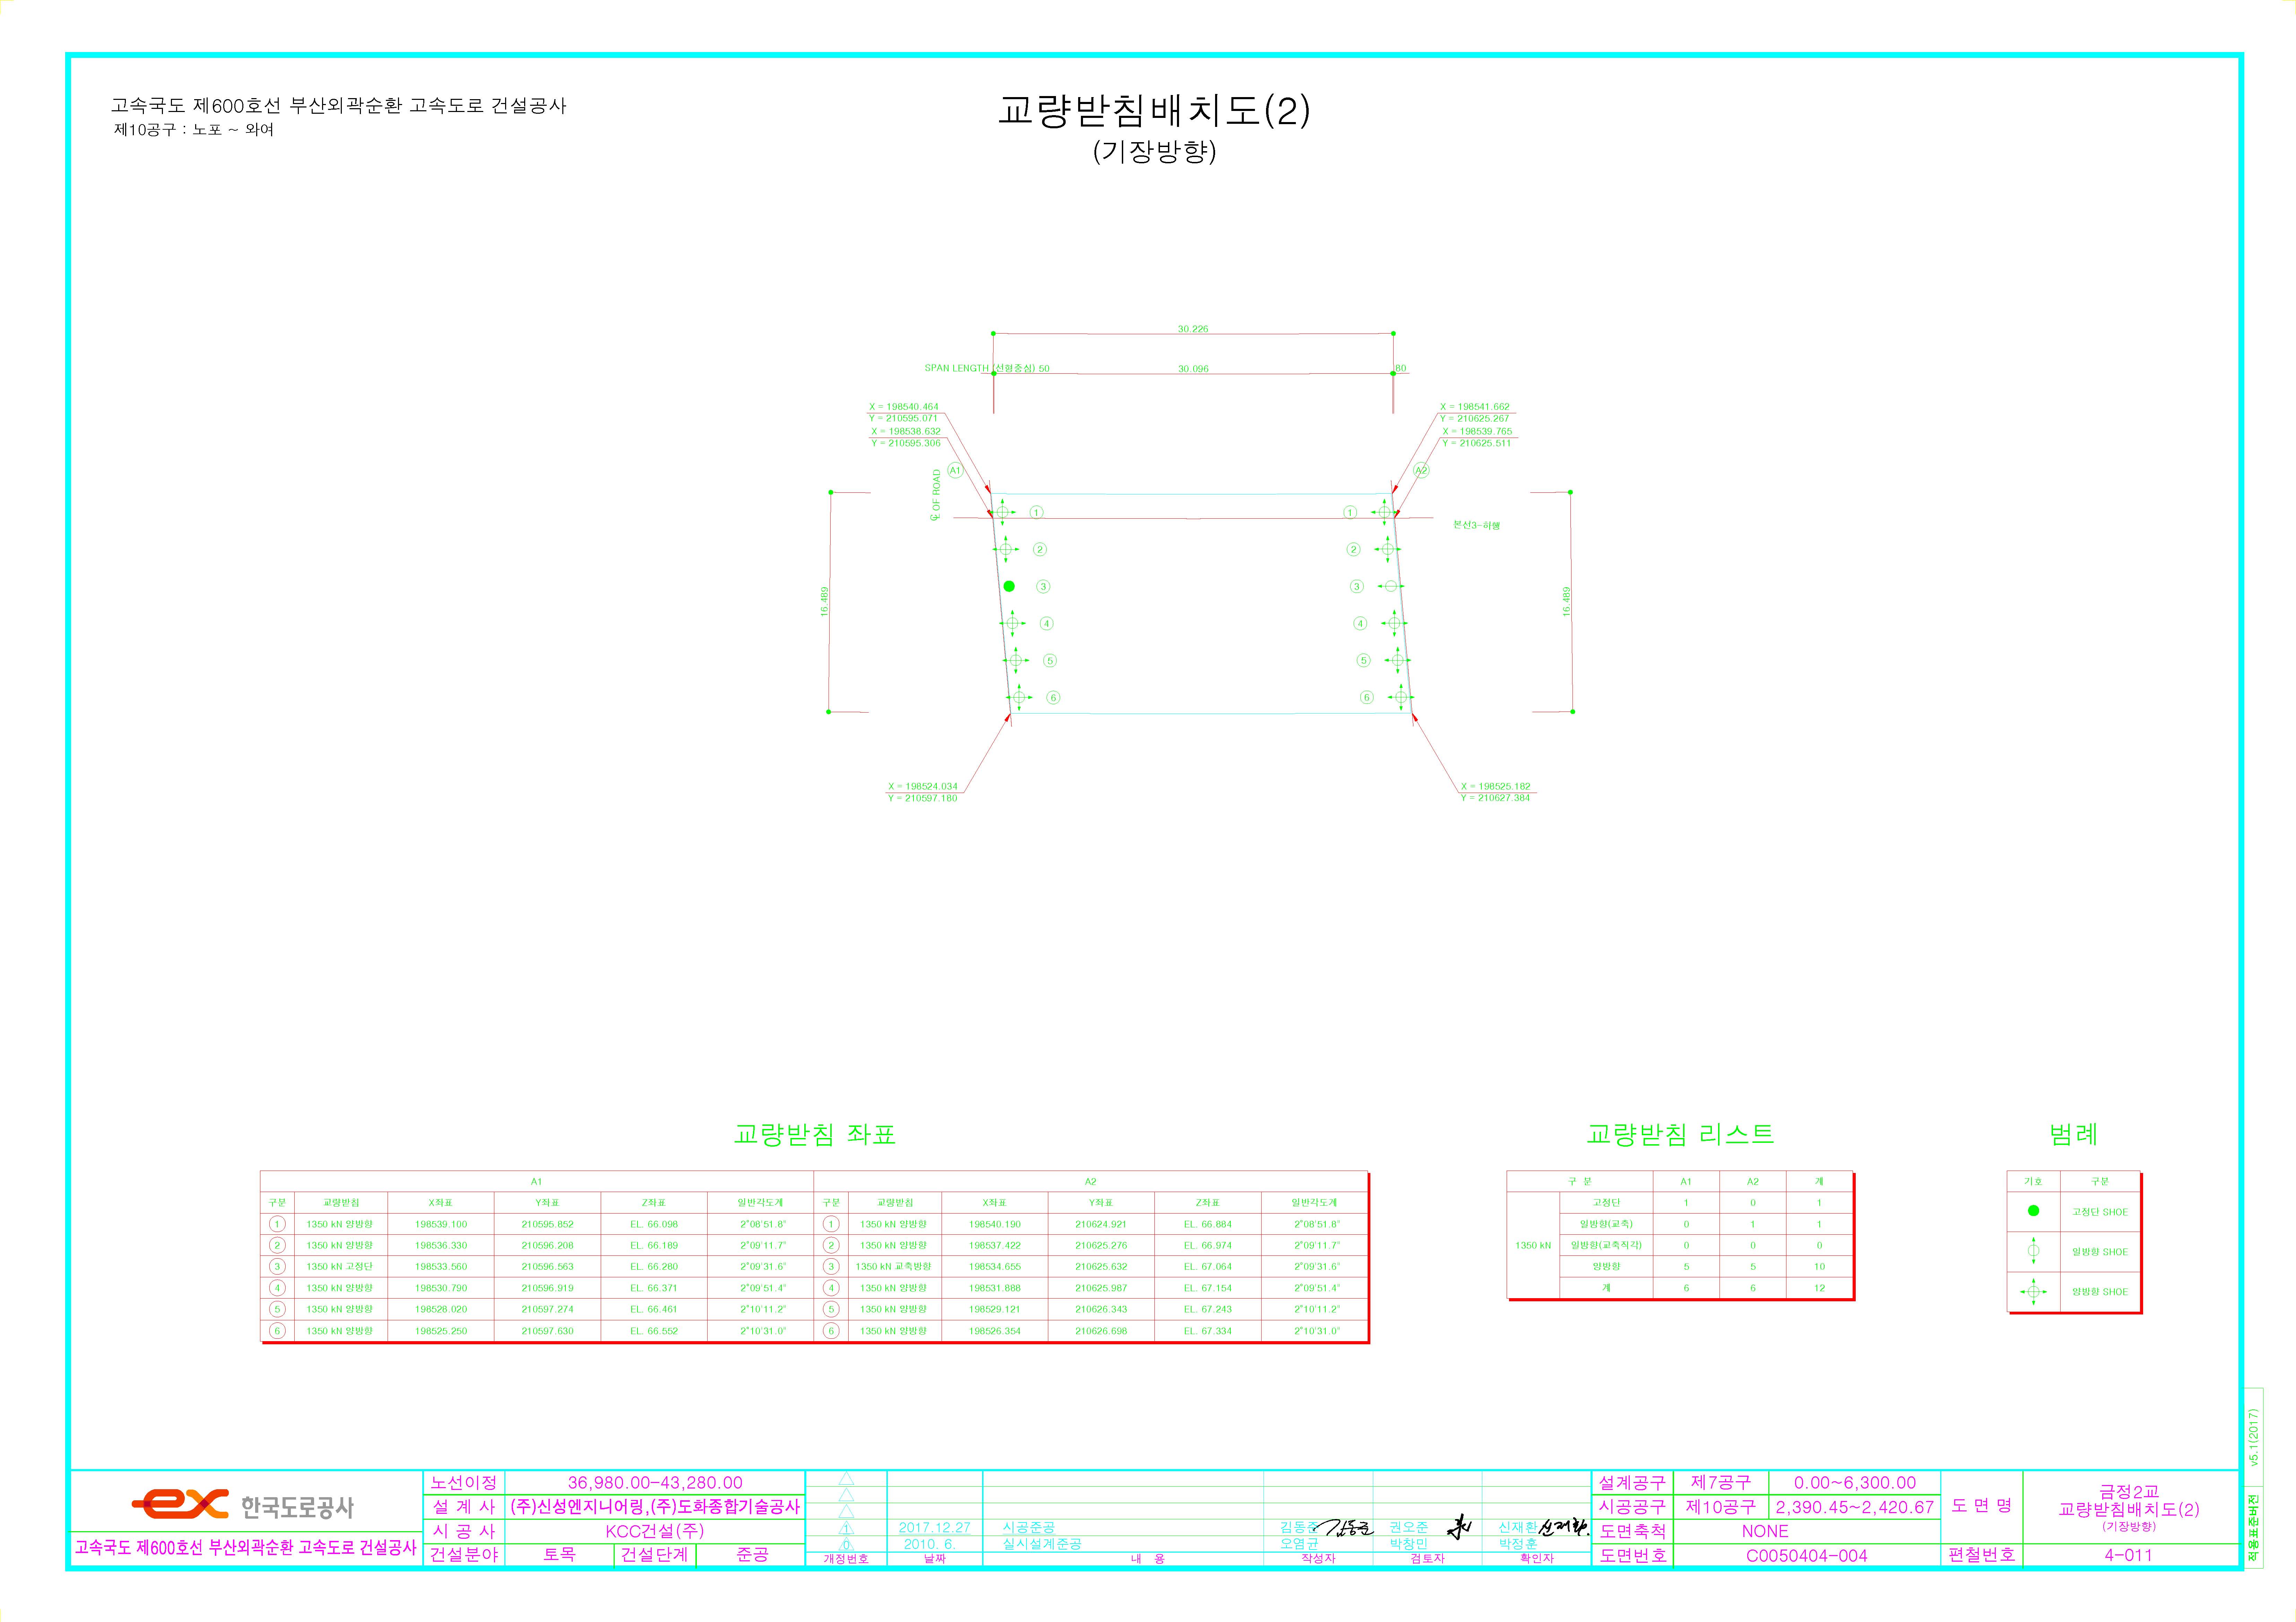 고속국도 제600호선 부산외곽순환 고속도로 건설공사
제10공구 : 노포 ~ 와여
교량받침배치도(2)
(기장방향)
30.226
SPAN LENGTH (선형중심) 50 30.096 80
X = 198540.464
Y = 210595.071
X = 198538.632
Y = 210595.306
X = 198541.662
Y = 210625.267
X = 198539.765
Y = 210625.511
A1 A2
℄ OF ROAD
본선3-하행
1 1
2 2
3 3
4 4
5 5
6 6
16.489 16.489
X = 198524.034
Y = 210597.180
X = 198525.182
Y = 210627.384
교량받침 좌표
A1 A2
구분 교량받침 X좌표 Y좌표 Z좌표 일반각도계 구분 교량받침 X좌표 Y좌표 Z좌표 일반각도계
1 1350 kN 양방향 198539.100 210595.852 EL. 66.098 2°08'51.8" 1 1350 kN 양방향 198540.190 210624.921 EL. 66.884 2°08'51.8"
2 1350 kN 양방향 198536.330 210596.208 EL. 66.189 2°09'11.7" 2 1350 kN 양방향 198537.422 210625.276 EL. 66.974 2°09'11.7"
3 1350 kN 고정단 198533.560 210596.563 EL. 66.280 2°09'31.6" 3 1350 kN 교축방향 198534.655 210625.632 EL. 67.064 2°09'31.6"
4 1350 kN 양방향 198530.790 210596.919 EL. 66.371 2°09'51.4" 4 1350 kN 양방향 198531.888 210625.987 EL. 67.154 2°09'51.4"
5 1350 kN 양방향 198528.020 210597.274 EL. 66.461 2°10'11.2" 5 1350 kN 양방향 198529.121 210626.343 EL. 67.243 2°10'11.2"
6 1350 kN 양방향 198525.250 210597.630 EL. 66.552 2°10'31.0" 6 1350 kN 양방향 198526.354 210626.698 EL. 67.334 2°10'31.0"
교량받침 리스트
구 분 A1 A2 계
1350 kN
고정단 1 0 1
일방향(교축) 0 1 1
일방향(교축직각) 0 0 0
양방향 5 5 10
계 6 6 12
범례
기호 구분
고정단 SHOE
일방향 SHOE
양방향 SHOE
v5.1(2017)
적용표준버전
ex 한국도로공사
고속국도 제600호선 부산외곽순환 고속도로 건설공사
노선이정 36,980.00-43,280.00
설 계 사 (주)신성엔지니어링,(주)도화종합기술공사
시 공 사 KCC건설(주)
건설분야 토목 건설단계 준공
1 2017.12.27 시공준공 김동준 김동준 권오준 신재환 신재환
0 2010. 6. 실시설계준공 오염균 박창민 박정훈
개정번호 날짜 내 용 작성자 검토자 확인자
설계공구 제7공구 0.00~6,300.00
시공공구 제10공구 2,390.45~2,420.67
도면축척 NONE
도면번호 C0050404-004
도 면 명
금정2교
교량받침배치도(2)
(기장방향)
편철번호 4-011